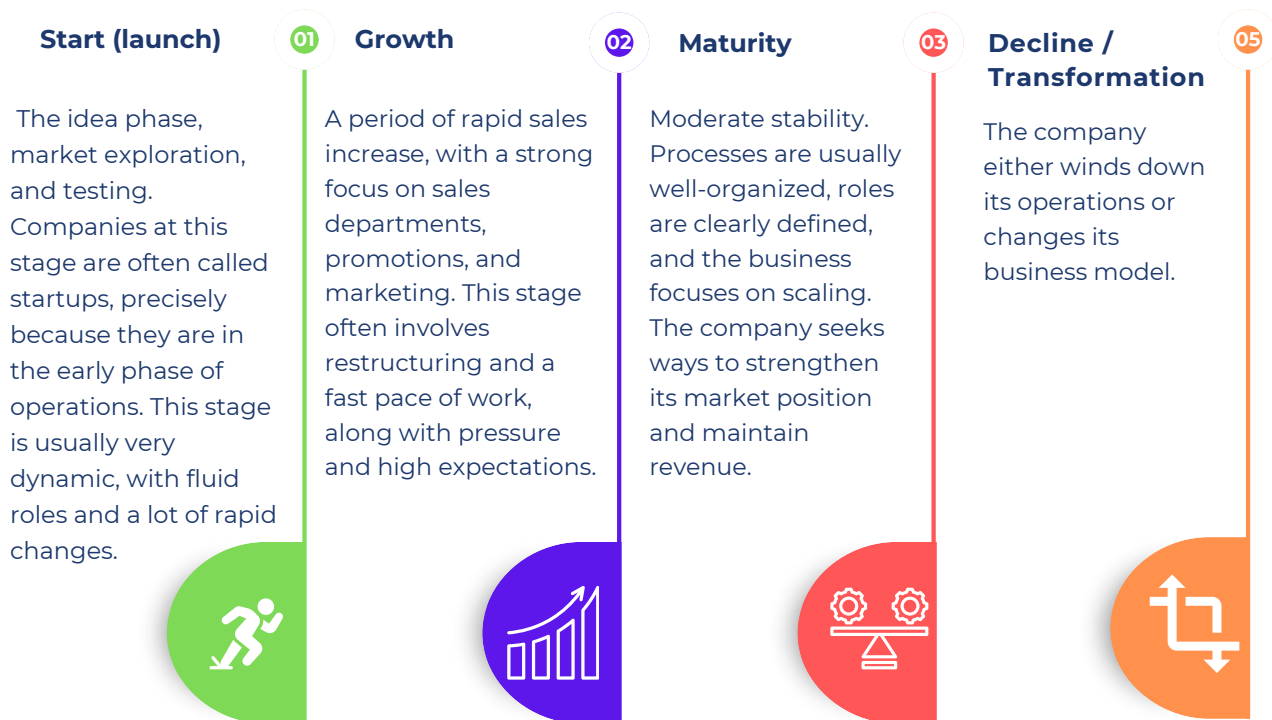 Start (launch)
01
The idea phase,
market exploration,
and testing.
Companies at this
stage are often called
startups, precisely
because they are in
the early phase of
operations. This stage
is usually very
dynamic, with fluid
roles and a lot of rapid
changes.
Growth
02
A period of rapid sales
increase, with a strong
focus on sales
departments,
promotions, and
marketing. This stage
often involves
restructuring and a
fast pace of work,
along with pressure
and high expectations.
Maturity
03
Moderate stability.
Processes are usually
well-organized, roles
are clearly defined,
and the business
focuses on scaling.
The company seeks
ways to strengthen
its market position
and maintain
revenue.
Decline /
Transformation
05
The company
either winds down
its operations or
changes its
business model.